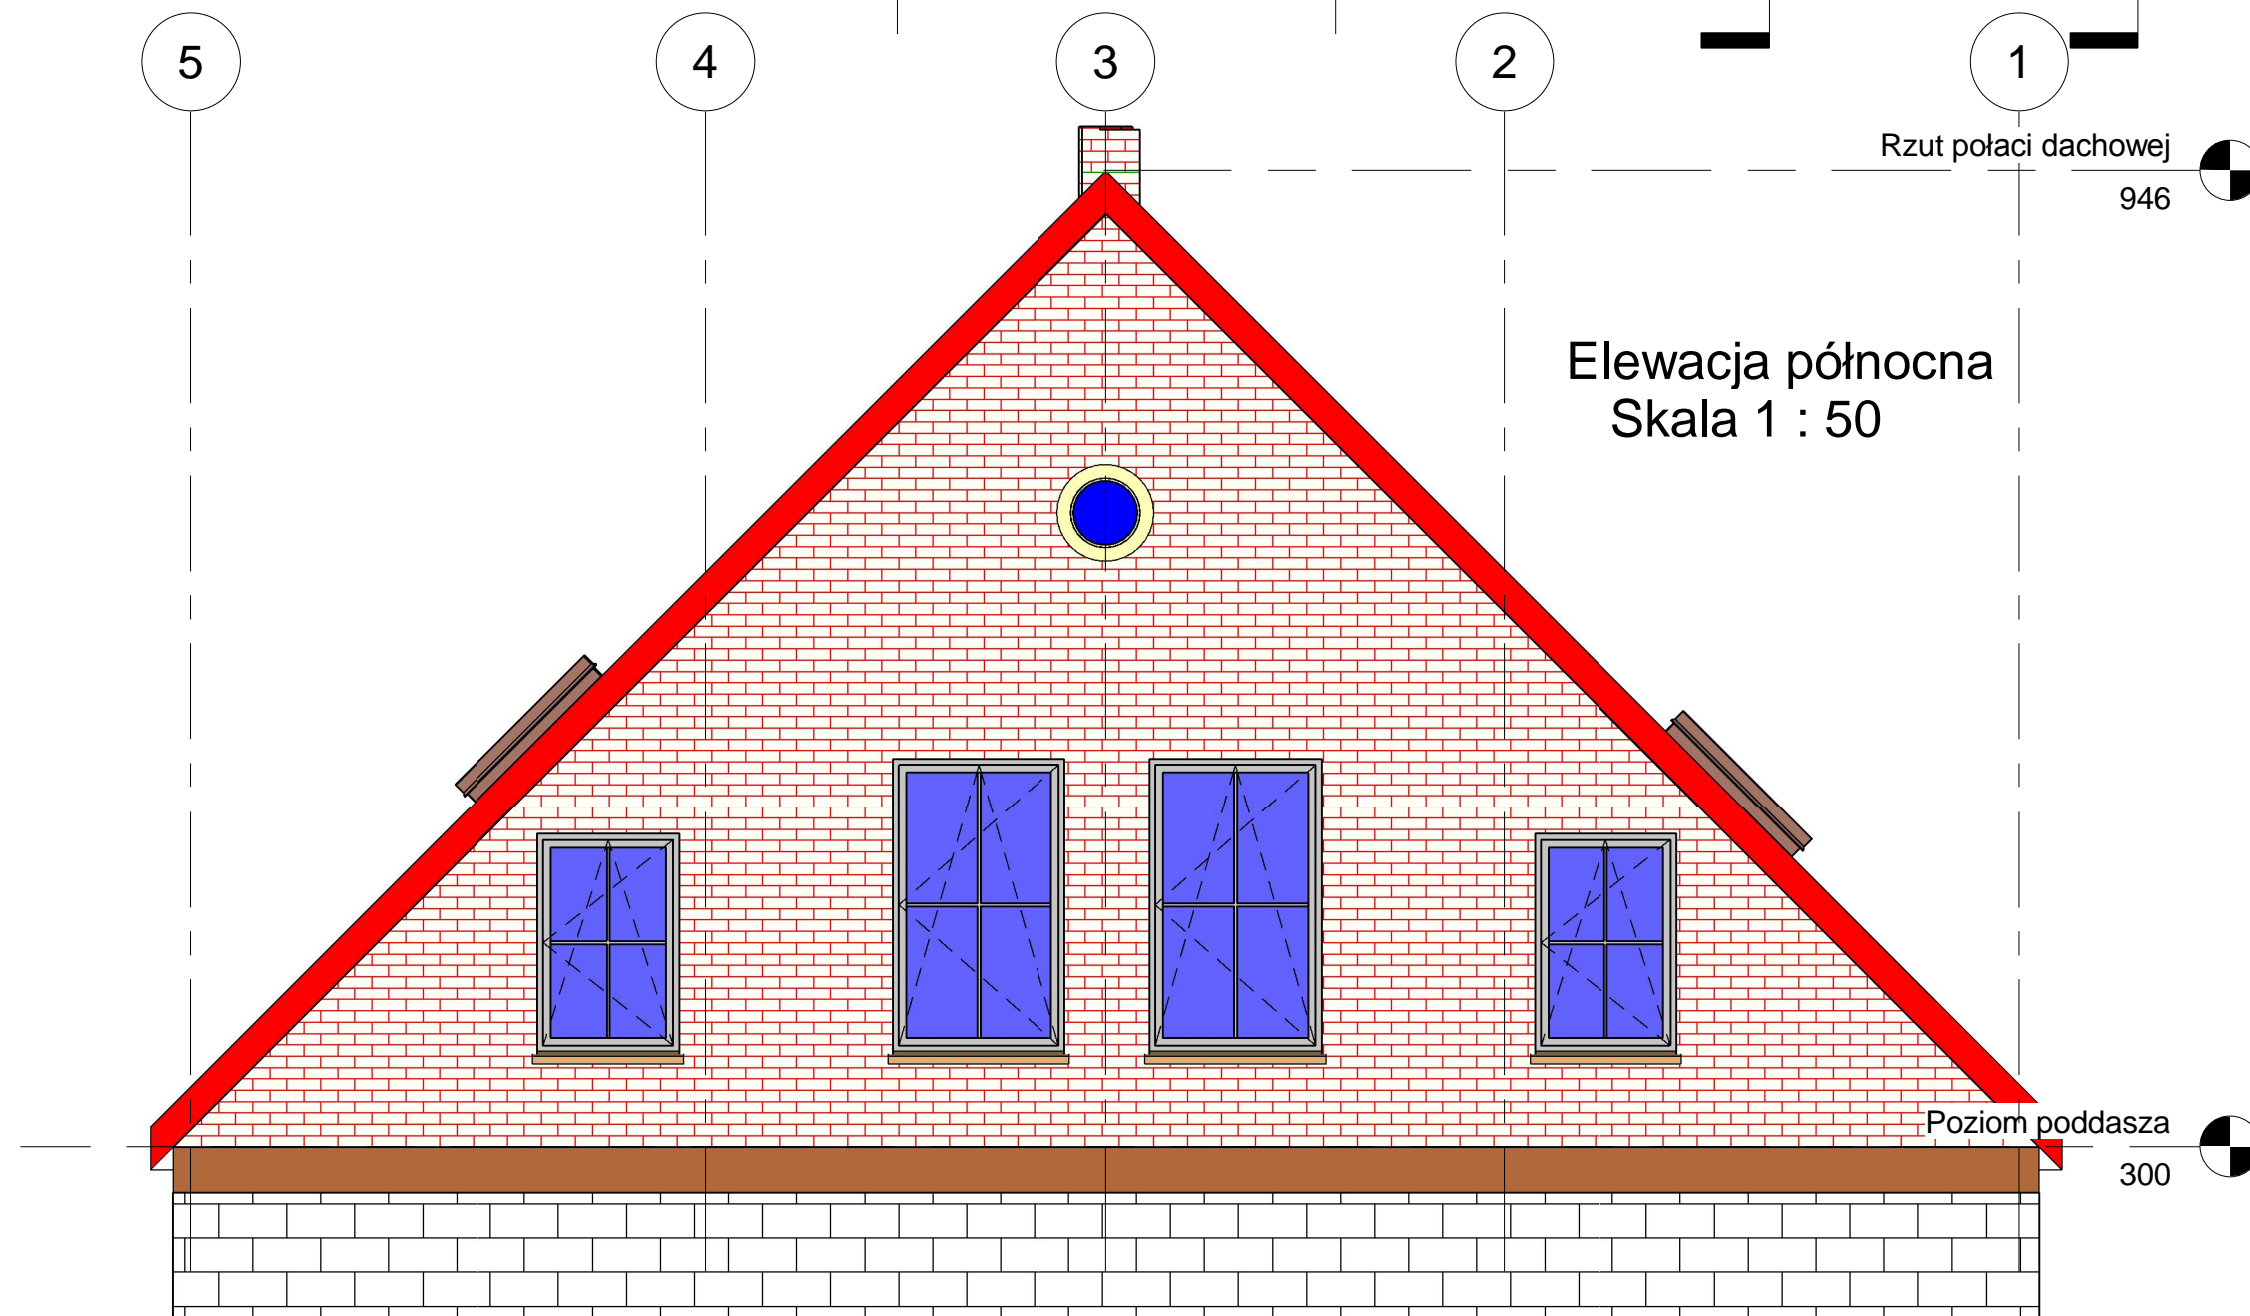 5 4 3 2 1
Rzut połaci dachowej
946
Elewacja północna
Skala 1 : 50
Poziom poddasza
300